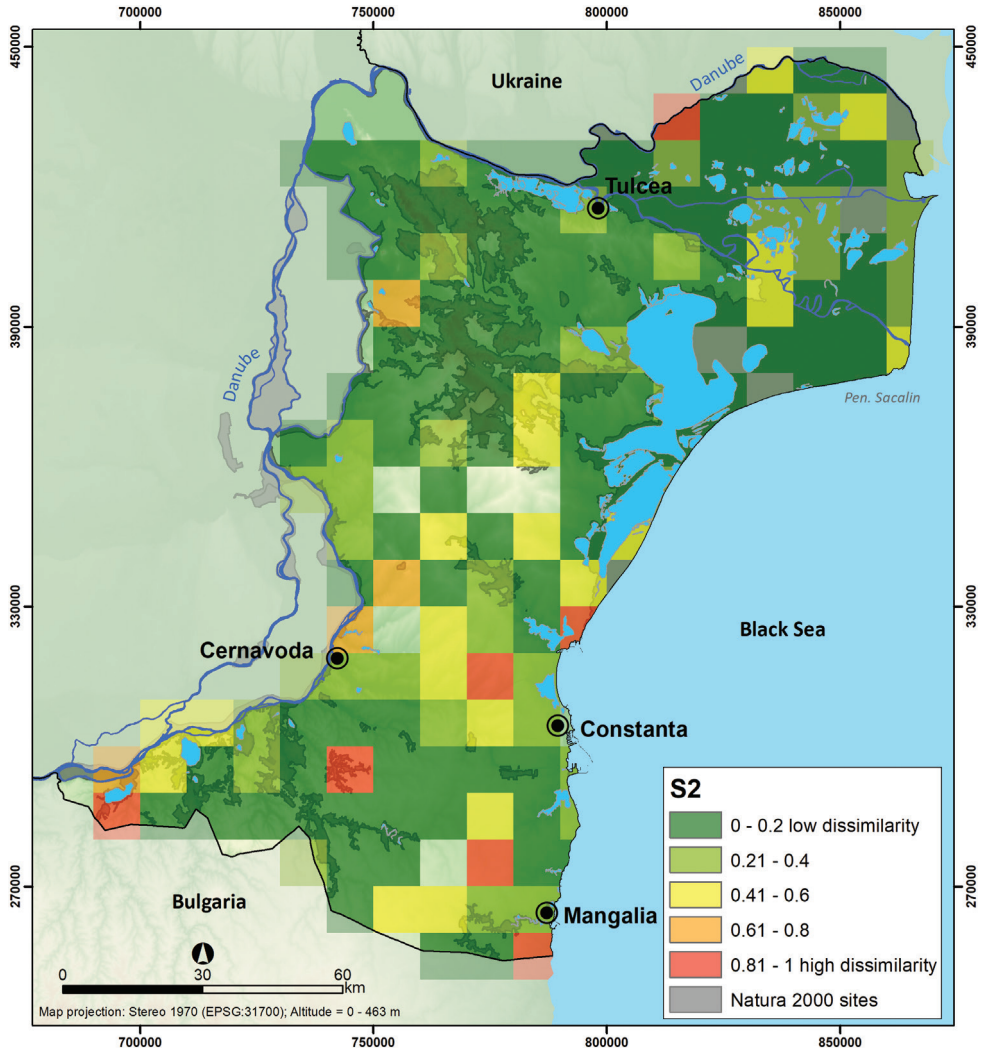 700000 750000 800000 850000
450000
450000
Ukraine
Danube
Tulcea
390000
390000
Danube
Pen. Sacalin
330000
330000
Black Sea
Cernavoda
Constanta
S2
0 - 0.2 low dissimilarity
0.21 - 0.4
0.41 - 0.6
0.61 - 0.8
0.81 - 1 high dissimilarity
Natura 2000 sites
270000
270000
Bulgaria
Mangalia
0 30 60
km
Map projection: Stereo 1970 (EPSG:31700); Altitude = 0 - 463 m
700000 750000 800000 850000